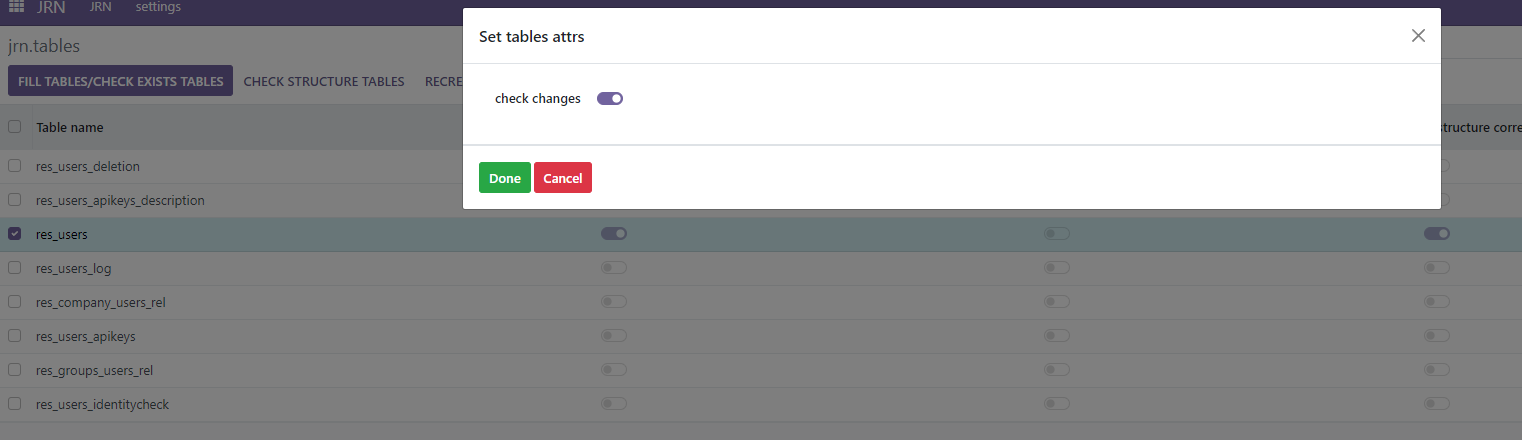 JRN JRN settings
Set tables attrs
jrn.tables
FILL TABLES/CHECK EXISTS TABLES CHECK STRUCTURE TABLES RECRE
check changes
Table name
tructure corre
res_users_deletion
Done Cancel
res_users_apikeys_description
res_users
res_users_log
res_company_users_rel
res_users_apikeys
res_groups_users_rel
res_users_identitycheck